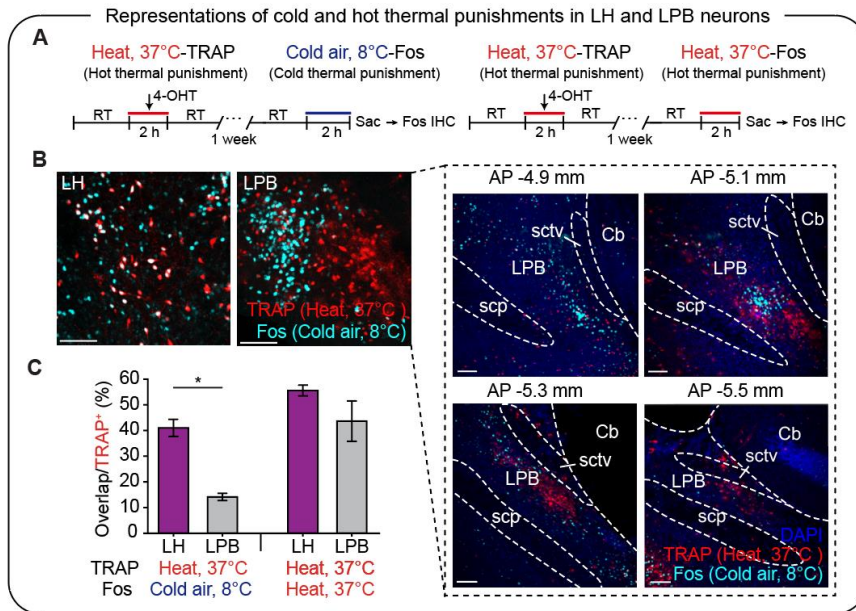 Representations of cold and hot thermal punishments in LH and LPB neurons
A
Heat, 37°C-TRAP
(Hot thermal punishment)
Cold air, 8°C-Fos
(Cold thermal punishment)
Heat, 37°C-TRAP
(Hot thermal punishment)
Heat, 37°C-Fos
(Hot thermal punishment)
4-OHT
RT
RT
...
RT
2 h
1 week
2 h
Sac → Fos IHC
4-OHT
RT
RT
...
RT
2 h
1 week
2 h
Sac → Fos IHC
B
LH
LPB
TRAP (Heat, 37°C )
Fos (Cold air, 8°C)
AP -4.9 mm
sctv
Cb
LPB
scp
AP -5.1 mm
sctv
Cb
LPB
scp
AP -5.3 mm
Cb
sctv
LPB
scp
AP -5.5 mm
Cb
sctv
LPB
scp
DAPI
TRAP (Heat, 37°C )
Fos (Cold air, 8°C)
C
Overlap/TRAP⁺ (%)
60
50
40
30
20
10
0
*
LH LPB LH LPB
TRAP Heat, 37°C Heat, 37°C
Fos Cold air, 8°C Heat, 37°C